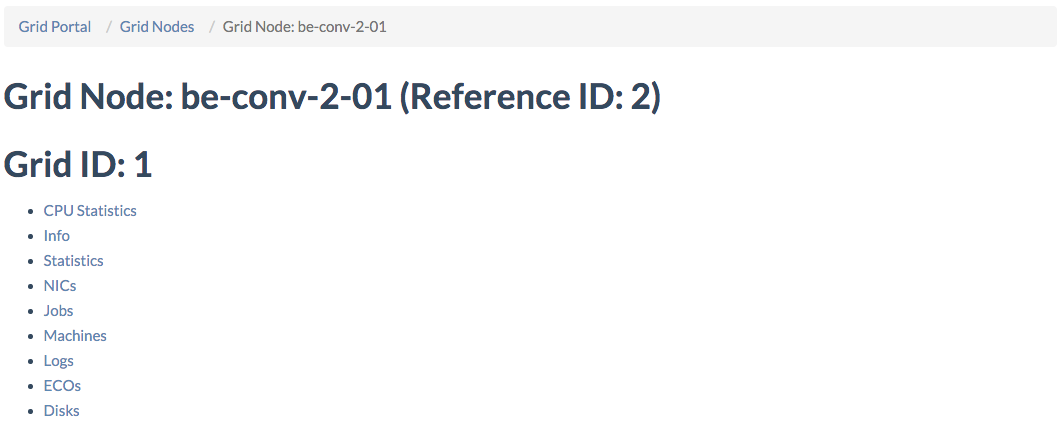 Grid Portal / Grid Nodes / Grid Node: be-conv-2-01
Grid Node: be-conv-2-01 (Reference ID: 2)
Grid ID: 1
• CPU Statistics
• Info
• Statistics
• NICs
• Jobs
• Machines
• Logs
• ECOs
• Disks